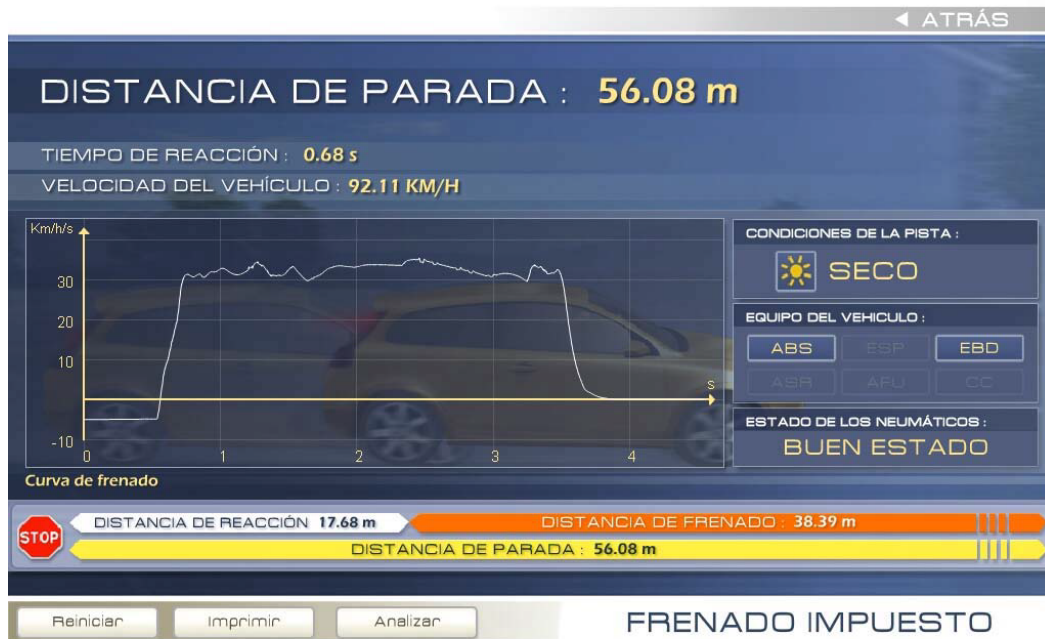 ATRÁS
DISTANCIA DE PARADA : 56.08 m
TIEMPO DE REACCIÓN : 0.68 s
VELOCIDAD DEL VEHÍCULO : 92.11 KM/H
Km/h/s
30
20
10
-10
0 1 2 3 4
s
Curva de frenado
CONDICIONES DE LA PISTA :
SECO
EQUIPO DEL VEHICULO :
ABS ESP EBD
ASR AFU CC
ESTADO DE LOS NEUMÁTICOS :
BUEN ESTADO
STOP
DISTANCIA DE REACCIÓN 17.68 m
DISTANCIA DE FRENADO : 38.39 m
DISTANCIA DE PARADA : 56.08 m
Reiniciar Imprimir Analizar
FRENADO IMPUESTO